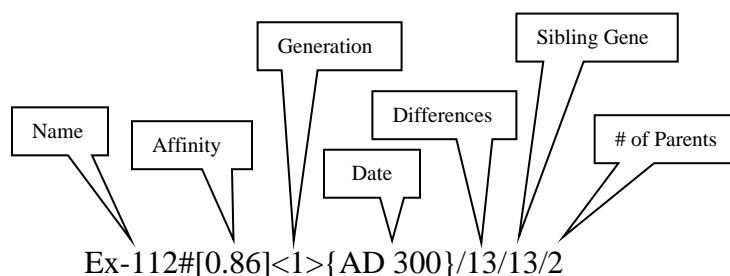 Sibling Gene
Generation
Differences
Name
# of Parents
Affinity
Date
Ex-112#[0.86]<1>{AD 300}/13/13/2